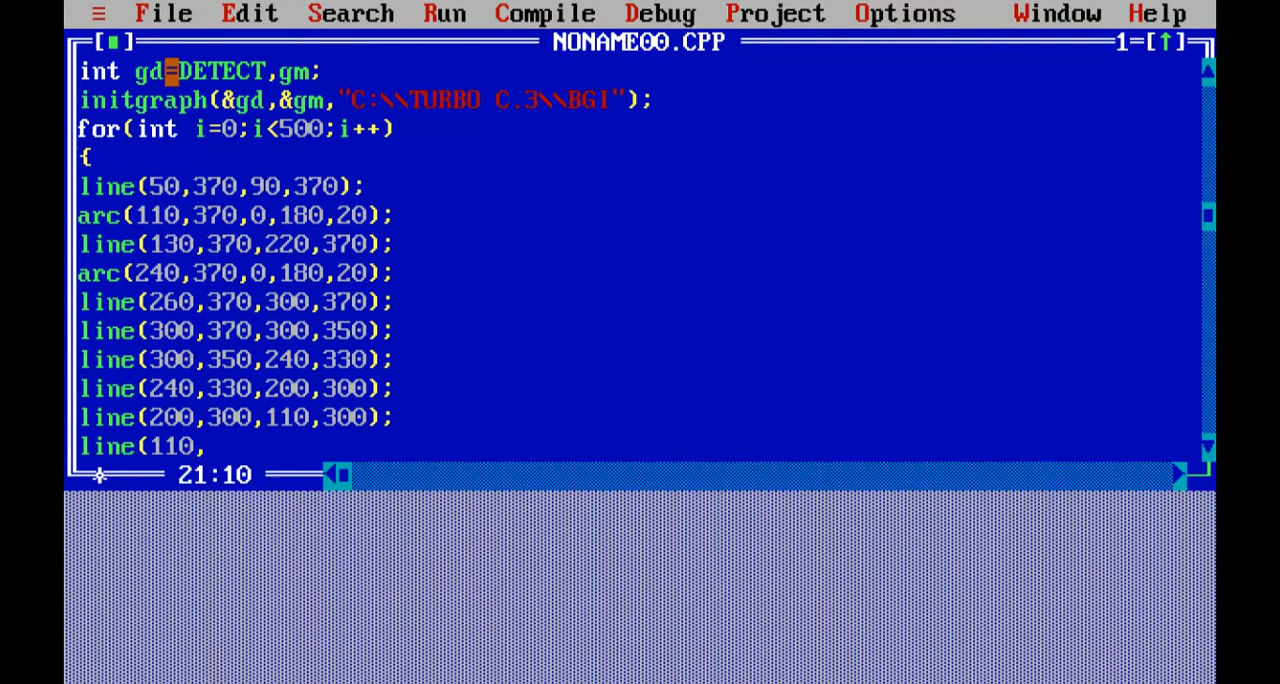 ≡ File Edit Search Run Compile Debug Project Options Window Help
[■] NONAME00.CPP 1=[↑]
int gd=DETECT,gm;
initgraph(&gd,&gm,"C:\\TURBO C.3\\BGI");
for(int i=0;i<500;i++)
{
line(50,370,90,370);
arc(110,370,0,180,20);
line(130,370,220,370);
arc(240,370,0,180,20);
line(260,370,300,370);
line(300,370,300,350);
line(300,350,240,330);
line(240,330,200,300);
line(200,300,110,300);
line(110,
21:10